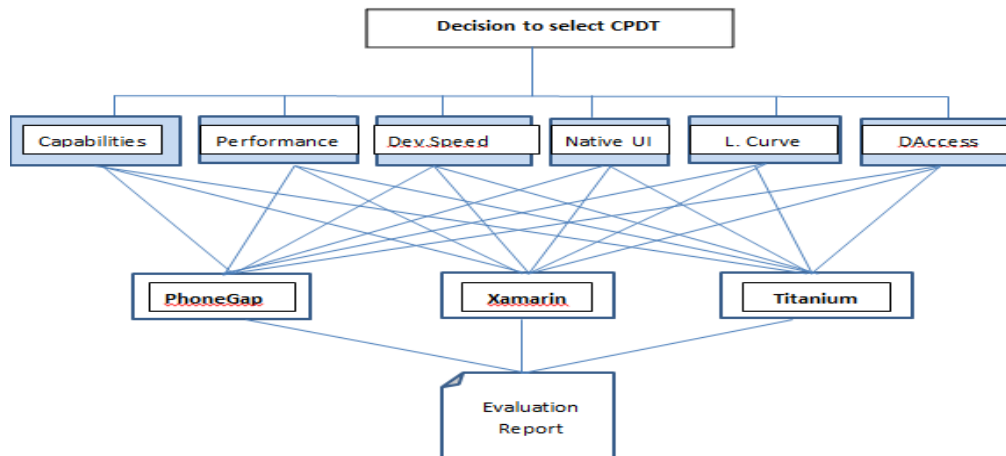 Decision to select CPDT
Capabilities
Performance
Dev Speed
Native UI
L. Curve
DAccess
PhoneGap
Xamarin
Titanium
Evaluation
Report